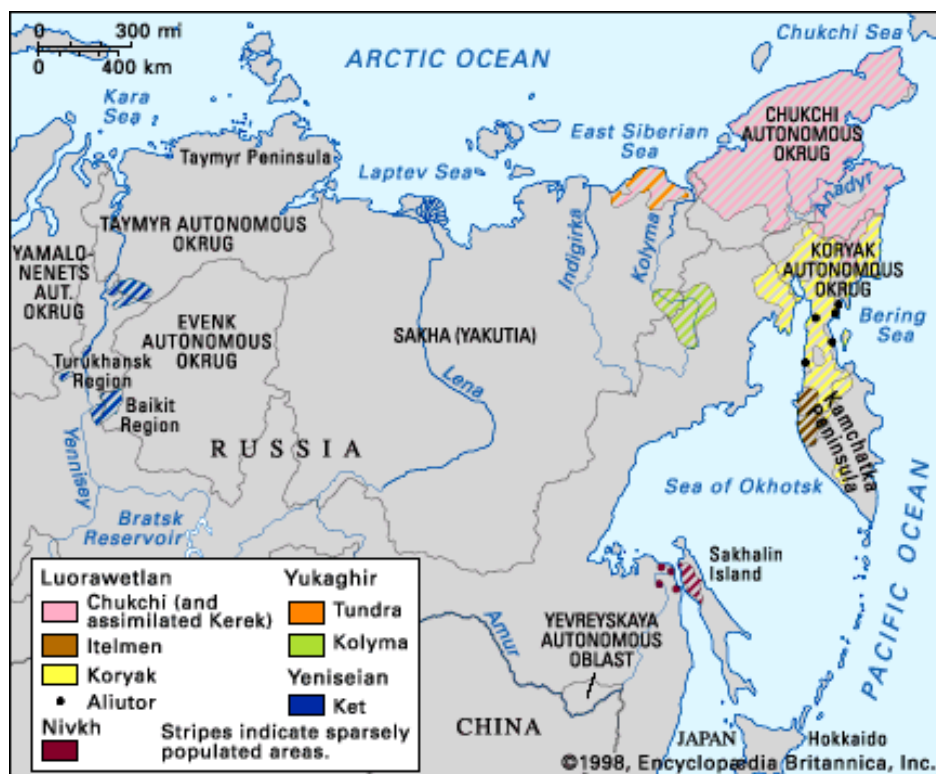 0 300 mi
0 400 km
Chukchi Sea
ARCTIC OCEAN
Kara
Sea
East Siberian
Sea
CHUKCHI
AUTONOMOUS
OKRUG
Taymyr Peninsula
Laptev Sea
Anadyr
TAYMYR AUTONOMOUS
OKRUG
YAMALO-
NENETS
AUT.
OKRUG
Indigirka
Kolyma
KORYAK
AUTONOMOUS
OKRUG
Bering
Sea
EVENK
AUTONOMOUS
OKRUG
SAKHA (YAKUTIA)
Turukhansk
Region
Lena
Baikit
Region
Kamchatka
Peninsula
RUSSIA
Yennisey
Sea of Okhotsk
Bratsk
Reservoir
PACIFIC OCEAN
Sakhalin
Island
YEVREYSKAYA
AUTONOMOUS
OBLAST
Amur
CHINA
JAPAN
Hokkaido
Luorawetlan
Chukchi (and
assimilated Kerek)
Itelmen
Koryak
Aliutor
Nivkh
Yukaghir
Tundra
Kolyma
Yeniseian
Ket
Stripes indicate sparsely
populated areas.
©1998, Encyclopædia Britannica, Inc.